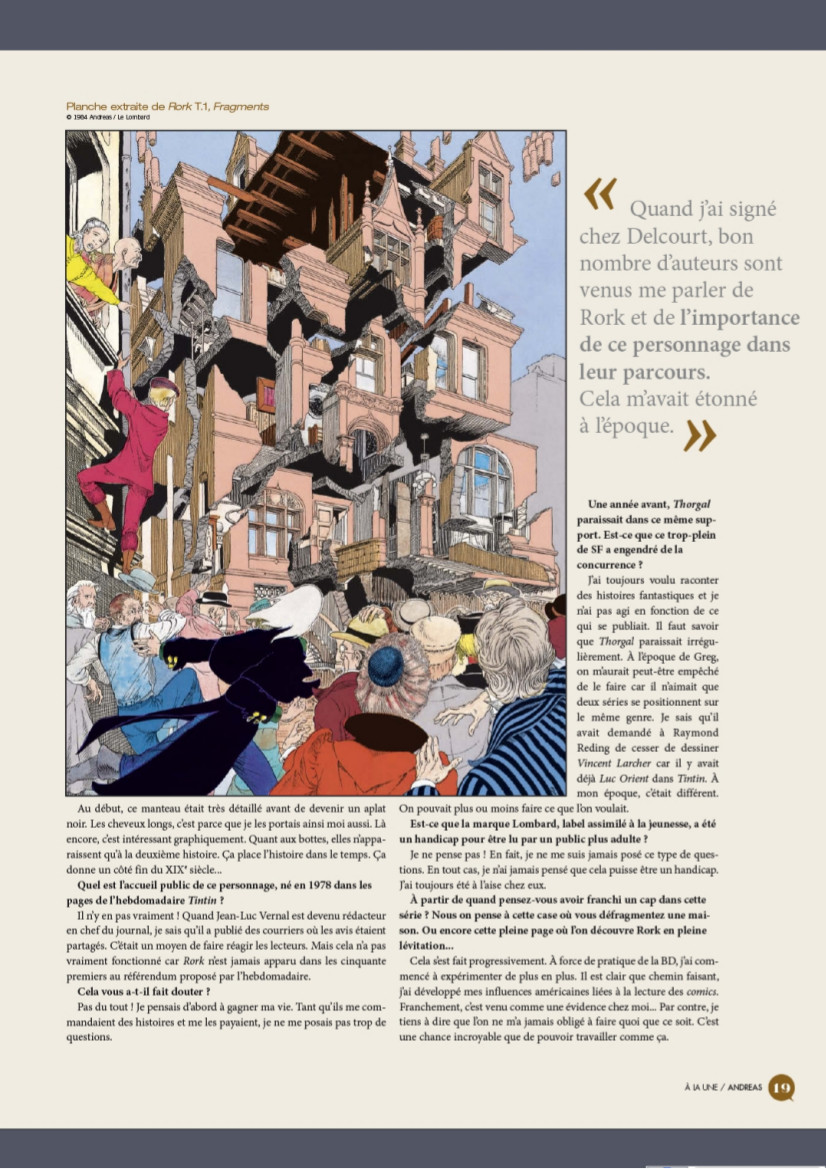 Planche extraite de Rork T.1, Fragments
© 1984 Andreas / Le Lombard
« Quand j'ai signé
chez Delcourt, bon
nombre d'auteurs sont
venus me parler de
Rork et de l'importance
de ce personnage dans
leur parcours.
Cela m'avait étonné
à l'époque. »
Au début, ce manteau était très détaillé avant de devenir un aplat
noir. Les cheveux longs, c'est parce que je les portais ainsi moi aussi. Là
encore, c'est intéressant graphiquement. Quant aux bottes, elles n'appa-
raissent qu'à la deuxième histoire. Ça place l'histoire dans le temps. Ça
donne un côté fin du XIXe siècle...
Quel est l'accueil public de ce personnage, né en 1978 dans les
pages de l'hebdomadaire Tintin ?
Il n'y en pas vraiment ! Quand Jean-Luc Vernal est devenu rédacteur
en chef du journal, je sais qu'il a publié des courriers où les avis étaient
partagés. C'était un moyen de faire réagir les lecteurs. Mais cela n'a pas
vraiment fonctionné car Rork n'est jamais apparu dans les cinquante
premiers au référendum proposé par l'hebdomadaire.
Cela vous a-t-il fait douter ?
Pas du tout ! Je pensais d'abord à gagner ma vie. Tant qu'ils me com-
mandaient des histoires et me les payaient, je ne me posais pas trop de
questions.
Une année avant, Thorgal
paraissait dans ce même sup-
port. Est-ce que ce trop-plein
de SF a engendré de la
concurrence ?
J'ai toujours voulu raconter
des histoires fantastiques et je
n'ai pas agi en fonction de ce
qui se publiait. Il faut savoir
que Thorgal paraissait irrégu-
lièrement. À l'époque de Greg,
on m'aurait peut-être empêché
de le faire car il n'aimait que
deux séries se positionnent sur
le même genre. Je sais qu'il
avait demandé à Raymond
Reding de cesser de dessiner
Vincent Larcher car il y avait
déjà Luc Orient dans Tintin. À
mon époque, c'était différent.
On pouvait plus ou moins faire ce que l'on voulait.
Est-ce que la marque Lombard, label assimilé à la jeunesse, a été
un handicap pour être lu par un public plus adulte ?
Je ne pense pas ! En fait, je ne me suis jamais posé ce type de ques-
tions. En tout cas, je n'ai jamais pensé que cela puisse être un handicap.
J'ai toujours été à l'aise chez eux.
À partir de quand pensez-vous avoir franchi un cap dans cette
série ? Nous on pense à cette case où vous défragmentez une mai-
son. Ou encore cette pleine page où l'on découvre Rork en pleine
lévitation...
Cela s'est fait progressivement. À force de pratique de la BD, j'ai com-
mencé à expérimenter de plus en plus. Il est clair que chemin faisant,
j'ai développé mes influences américaines liées à la lecture des comics.
Franchement, c'est venu comme une évidence chez moi... Par contre, je
tiens à dire que l'on ne m'a jamais obligé à faire quoi que ce soit. C'est
une chance incroyable que de pouvoir travailler comme ça.
À LA UNE / ANDREAS 19